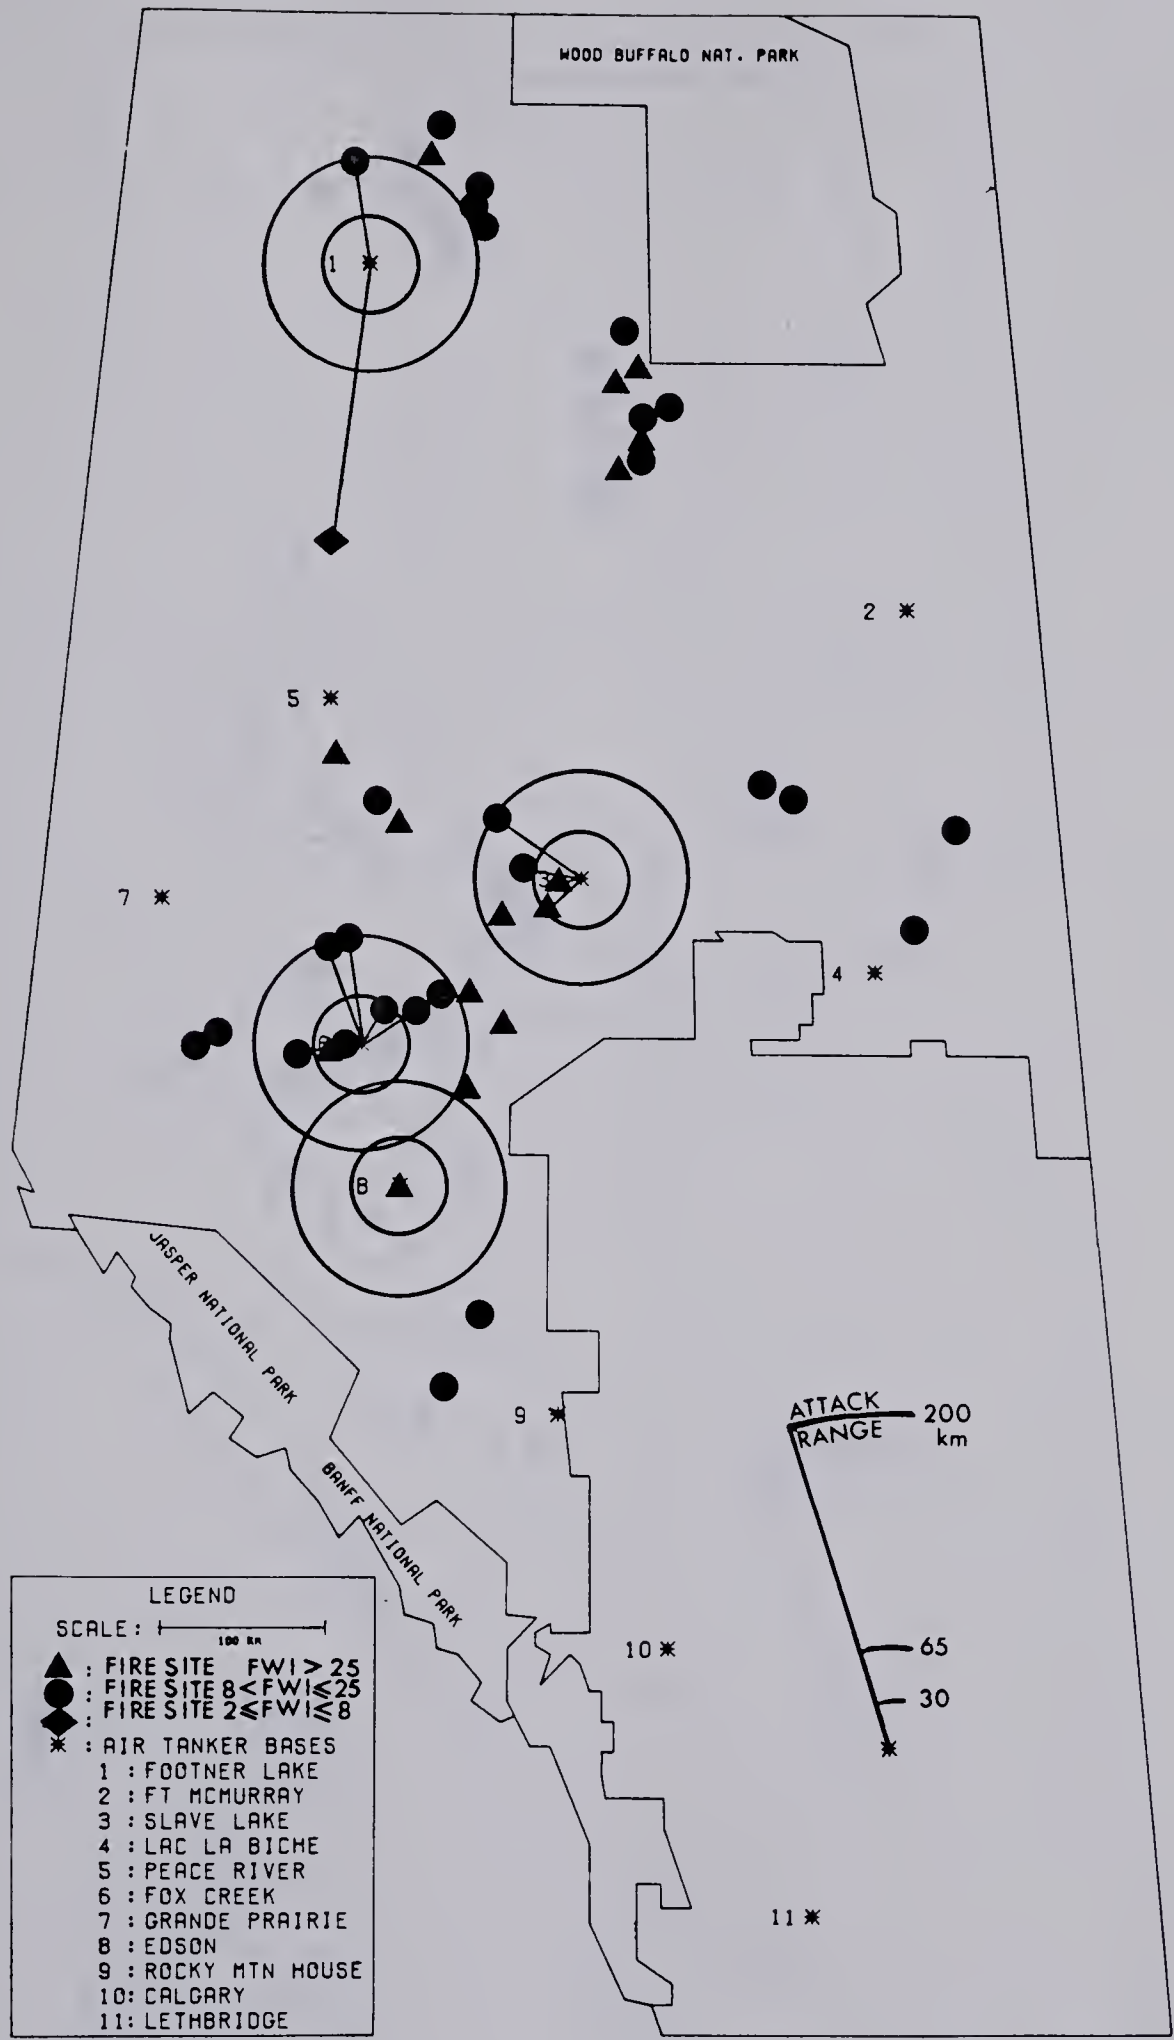 WOOD BUFFALO NAT. PARK
1
2
5
3
7
4
8
JASPER NATIONAL PARK
9
ATTACK
RANGE
200
km
BANFF NATIONAL PARK
65
30
10
11
LEGEND
SCALE:
100 KM
: FIRE SITE FWI > 25
: FIRE SITE 8 < FWI ≤ 25
: FIRE SITE 2 ≤ FWI ≤ 8
: AIR TANKER BASES
1 : FOOTNER LAKE
2 : FT MCMURRAY
3 : SLAVE LAKE
4 : LAC LA BICHE
5 : PEACE RIVER
6 : FOX CREEK
7 : GRANDE PRAIRIE
8 : EDSON
9 : ROCKY MTN HOUSE
10: CALGARY
11: LETHBRIDGE